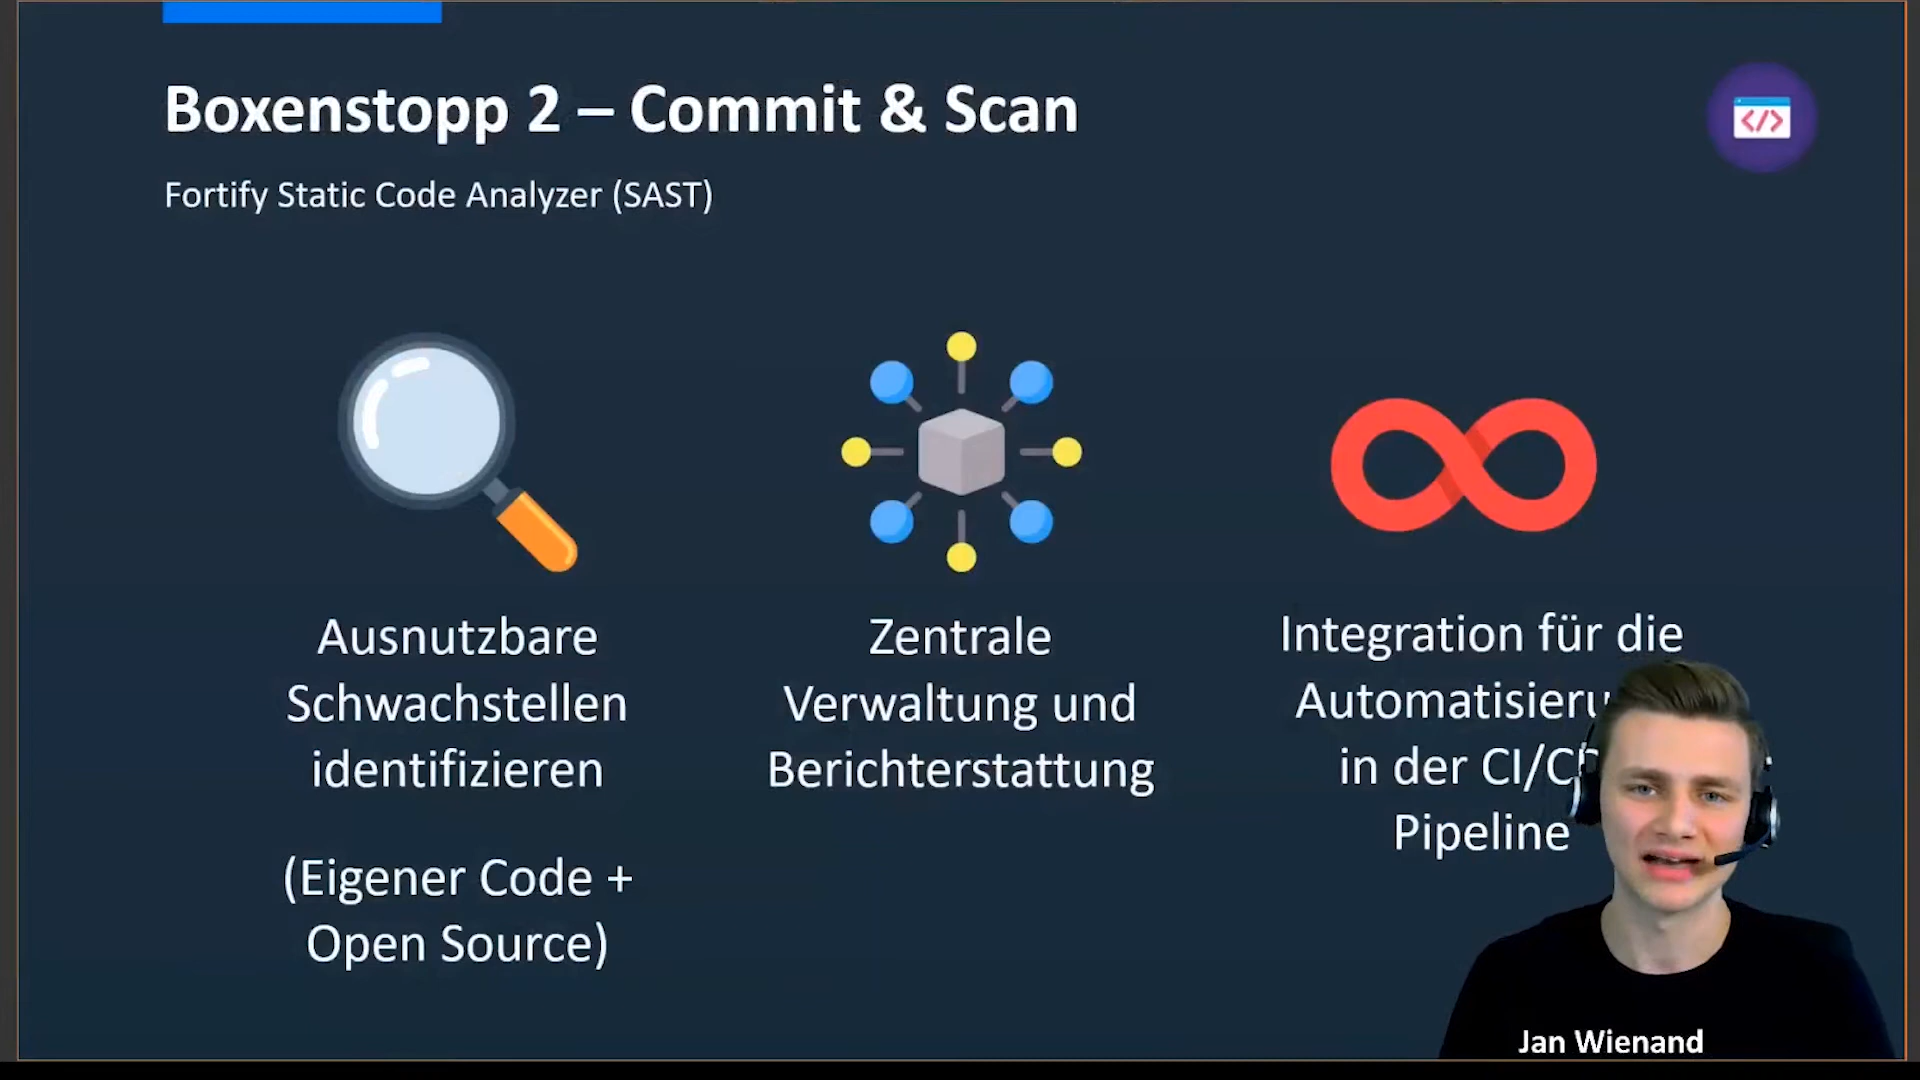 Boxenstopp 2 – Commit & Scan
</>
Fortify Static Code Analyzer (SAST)
Ausnutzbare
Schwachstellen
identifizieren
(Eigener Code +
Open Source)
Zentrale
Verwaltung und
Berichterstattung
Integration für die
in der
Pipeline
Jan Wienand